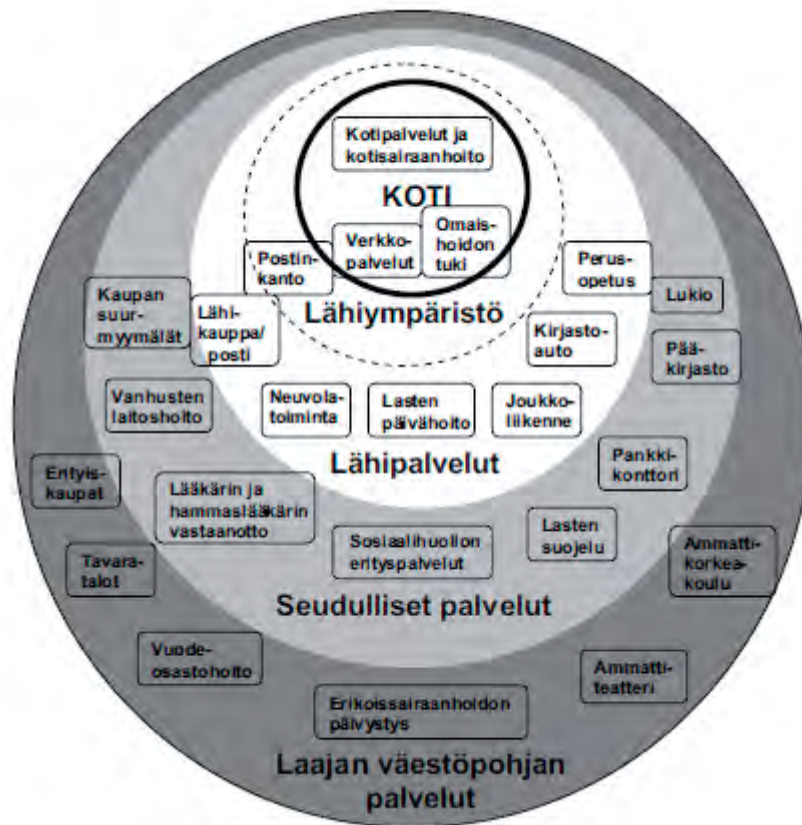 Kotipalvelut ja
kotisairaanhoito
KOTI
Verkko-
palvelut
Omais-
hoidon
tuki
Postin-
kanto
Lähiympäristö
Perus-
opetus
Lukio
Kaupan
suur-
myymälät
Lähi-
kauppa/
posti
Kirjasto-
auto
Pää-
kirjasto
Vanhusten
laitoshoito
Neuvola-
toiminta
Lasten
päivähoito
Joukko-
liikenne
Lähipalvelut
Pankki-
konttori
Erityis-
kaupat
Lääkärin ja
hammaslääkärin
vastaanotto
Sosiaalihuollon
erityspalvelut
Lasten
suojelu
Ammatti-
korkea-
koulu
Tavara-
talot
Seudulliset palvelut
Vuode-
osastohoito
Ammatti-
teatteri
Erikoissairaanhoidon
päivystys
Laajan väestöpohjan
palvelut